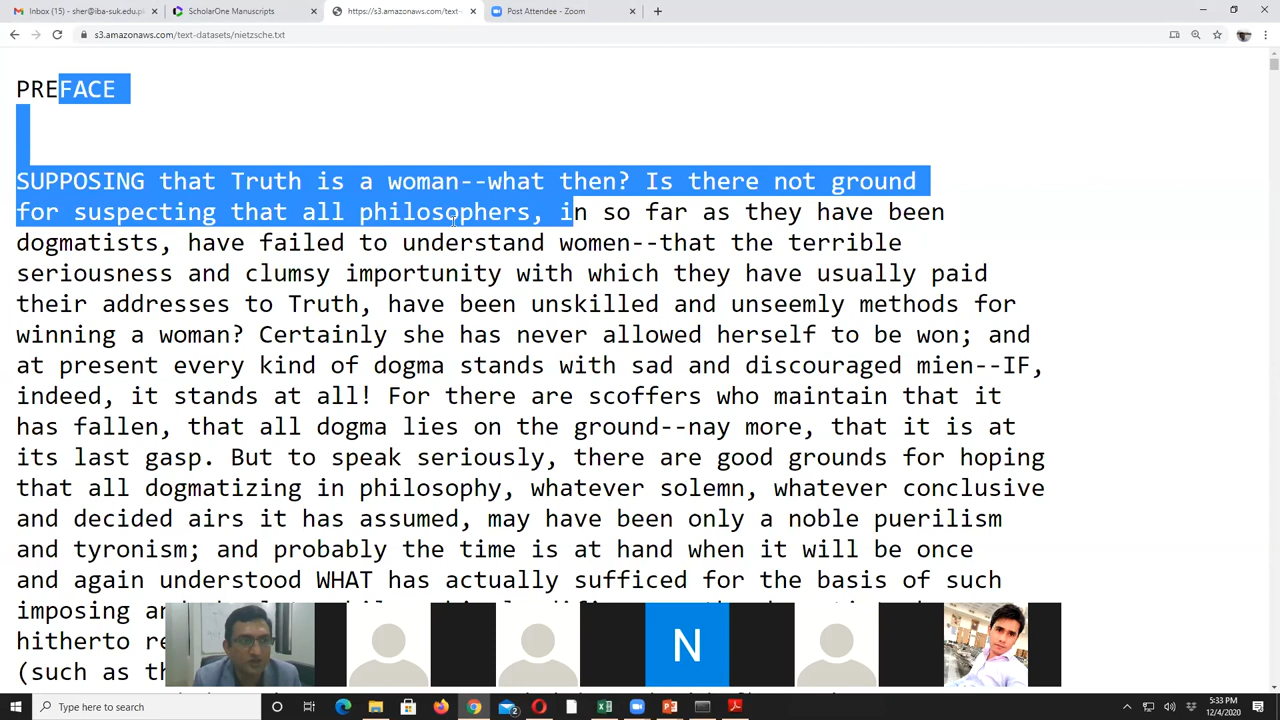 Inbox (15) - sher@iba-suk.edu.p
ScholarOne Manuscripts
https://s3.amazonaws.com/text-
Post Attendee - Zoom
s3.amazonaws.com/text-datasets/nietzsche.txt
PREFACE
SUPPOSING that Truth is a woman--what then? Is there not ground
for suspecting that all philosophers, in so far as they have been
dogmatists, have failed to understand women--that the terrible
seriousness and clumsy importunity with which they have usually paid
their addresses to Truth, have been unskilled and unseemly methods for
winning a woman? Certainly she has never allowed herself to be won; and
at present every kind of dogma stands with sad and discouraged mien--IF,
indeed, it stands at all! For there are scoffers who maintain that it
has fallen, that all dogma lies on the ground--nay more, that it is at
its last gasp. But to speak seriously, there are good grounds for hoping
that all dogmatizing in philosophy, whatever solemn, whatever conclusive
and decided airs it has assumed, may have been only a noble puerilism
and tyronism; and probably the time is at hand when it will be once
and again understood WHAT has actually sufficed for the basis of such
imposing
hitherto
(such as
N
Type here to search
2
5:33 PM
12/4/2020